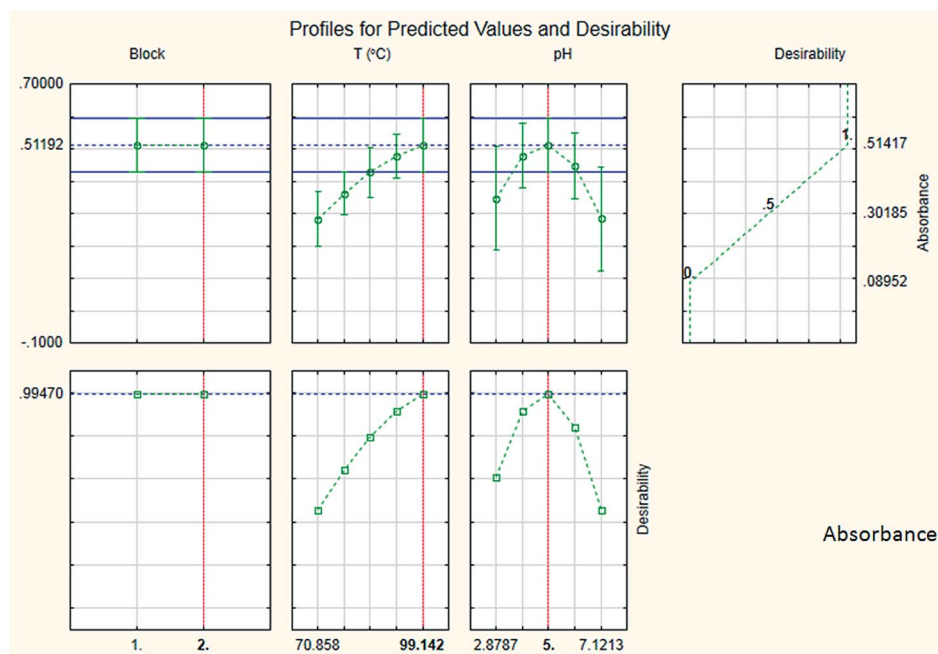 Profiles for Predicted Values and Desirability
Block T (°C) pH Desirability
.70000
.51192
-.1000
1.
.5
0.
.51417
.30185
.08952
Absorbance
.99470
Desirability
Absorbance
1. 2. 70.858 99.142 2.8787 5. 7.1213